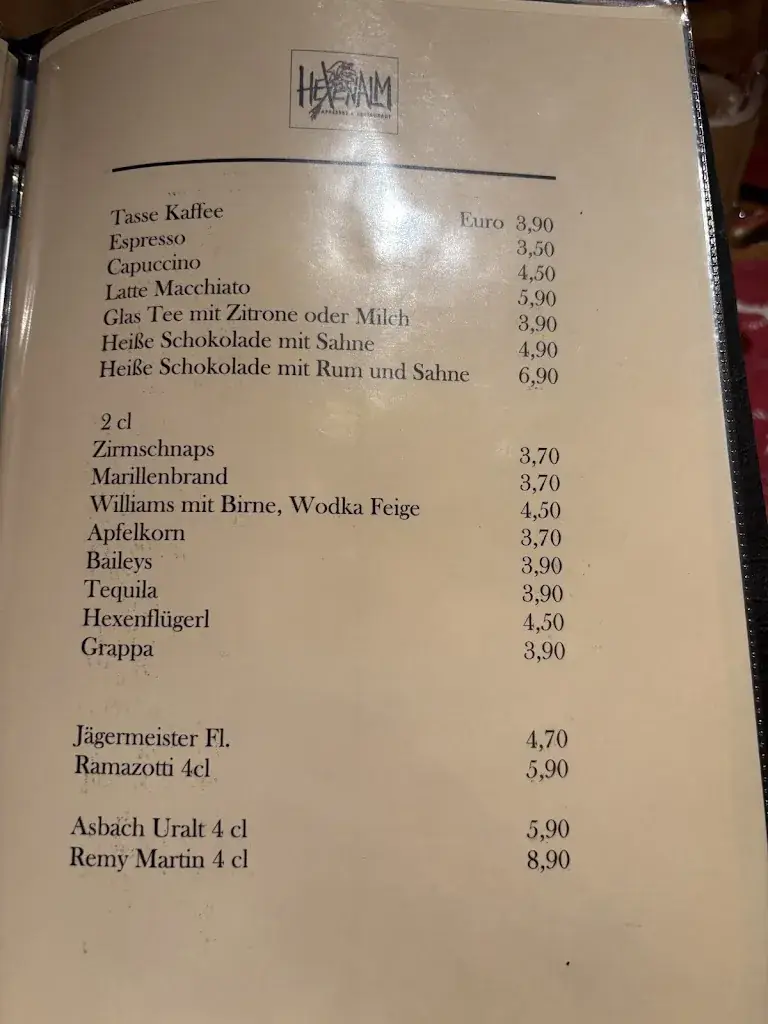 HEXENALM
APRESSKI & RESTAURANT
Tasse Kaffee Euro 3,90
Espresso 3,50
Capuccino 4,50
Latte Macchiato 5,90
Glas Tee mit Zitrone oder Milch 3,90
Heiße Schokolade mit Sahne 4,90
Heiße Schokolade mit Rum und Sahne 6,90
2 cl
Zirmschnaps 3,70
Marillenbrand 3,70
Williams mit Birne, Wodka Feige 4,50
Apfelkorn 3,70
Baileys 3,90
Tequila 3,90
Hexenflügerl 4,50
Grappa 3,90
Jägermeister Fl. 4,70
Ramazotti 4cl 5,90
Asbach Uralt 4 cl 5,90
Remy Martin 4 cl 8,90